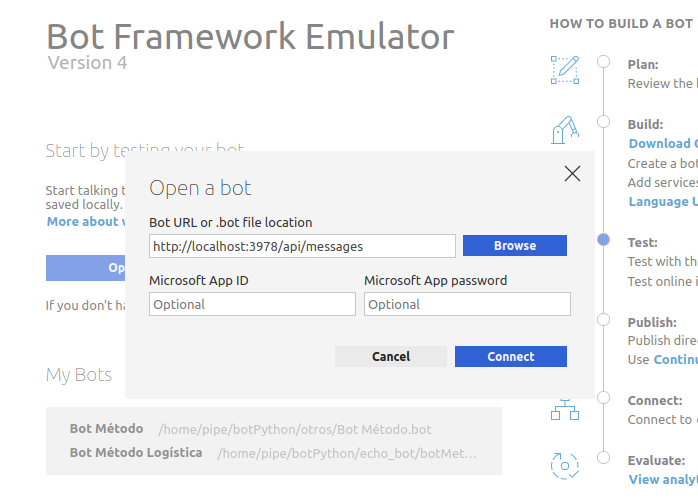 Bot Framework Emulator
Version 4
Start by testing your bot
Start talking
saved locally.
More about
Op
If you don't
My Bots
Bot Método /home/pipe/botPython/otros/Bot Método.bot
Bot Método Logística /home/pipe/botPython/echo_bot/botMet...
Open a bot
Bot URL or .bot file location
http://localhost:3978/api/messages
Browse
Microsoft App ID
Microsoft App password
Optional
Optional
Cancel
Connect
HOW TO BUILD A BOT
Plan:
Review the
Build:
Download
Create a bot
Add services
Language U
Test:
Test with th
Test online i
Publish:
Publish direc
Use Continu
Connect:
Connect to
Evaluate:
View analyt